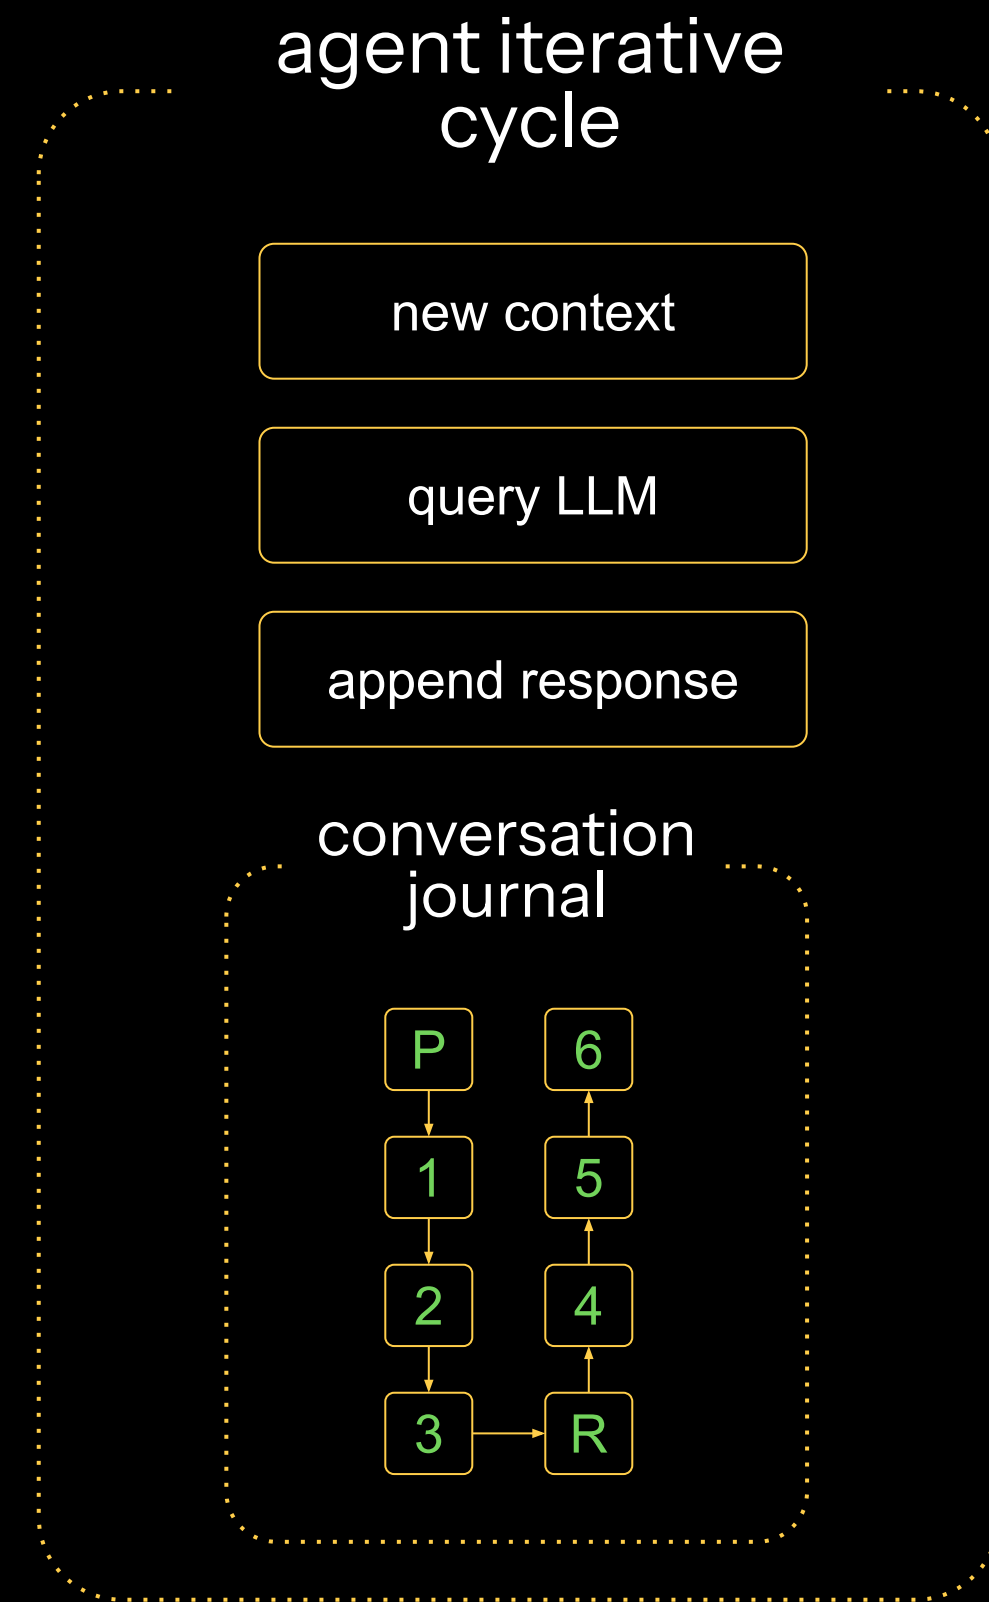 agent iterative
cycle
new context
query LLM
append response
conversation
journal
P
1
2
3
R
4
5
6